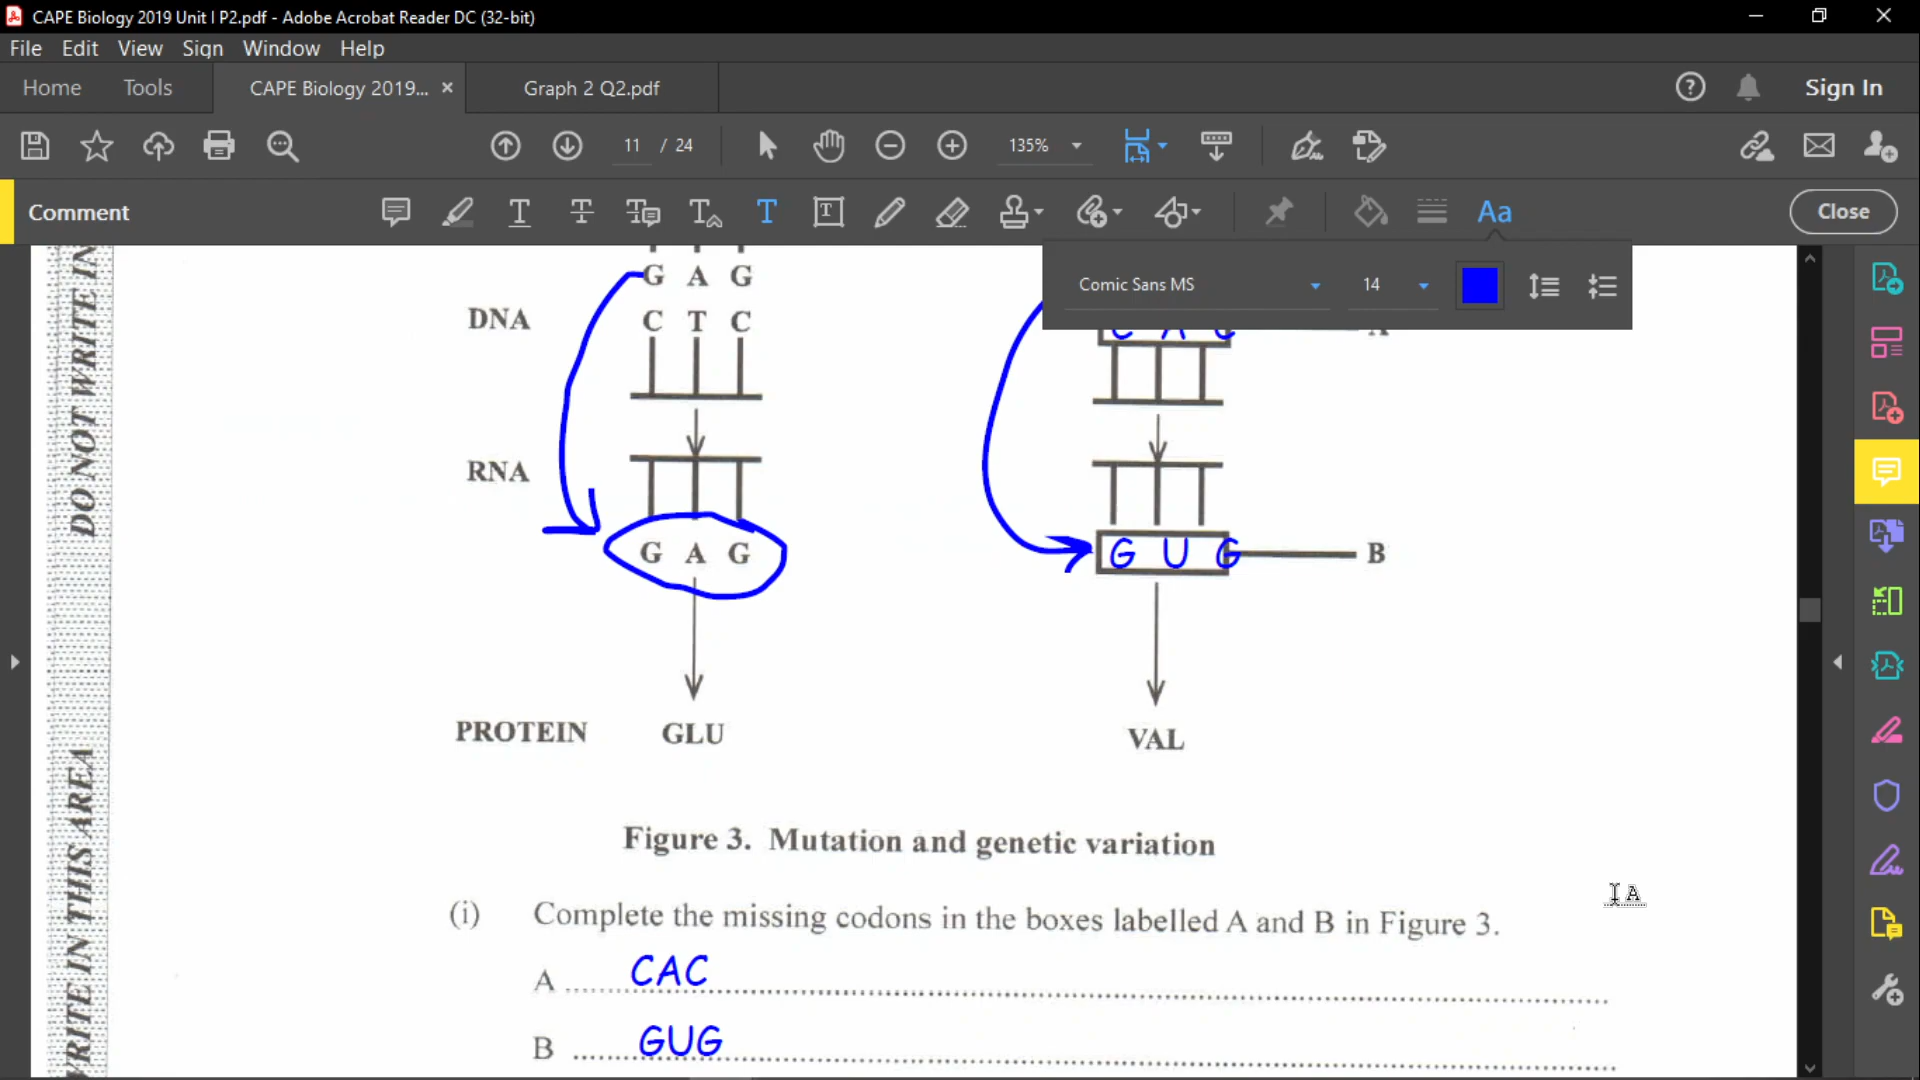 CAPE Biology 2019 Unit I P2.pdf - Adobe Acrobat Reader DC (32-bit)
File Edit View Sign Window Help
Home Tools CAPE Biology 2019... × Graph 2 Q2.pdf Sign In
11 / 24 135%
Comment Aa Close
Comic Sans MS 14
G A G
DNA C T C
C A C A
RNA
G A G G U G B
PROTEIN GLU VAL
Figure 3. Mutation and genetic variation
(i) Complete the missing codons in the boxes labelled A and B in Figure 3.
A CAC
B GUG
DO NOT WRITE IN
WRITE IN THIS AREA